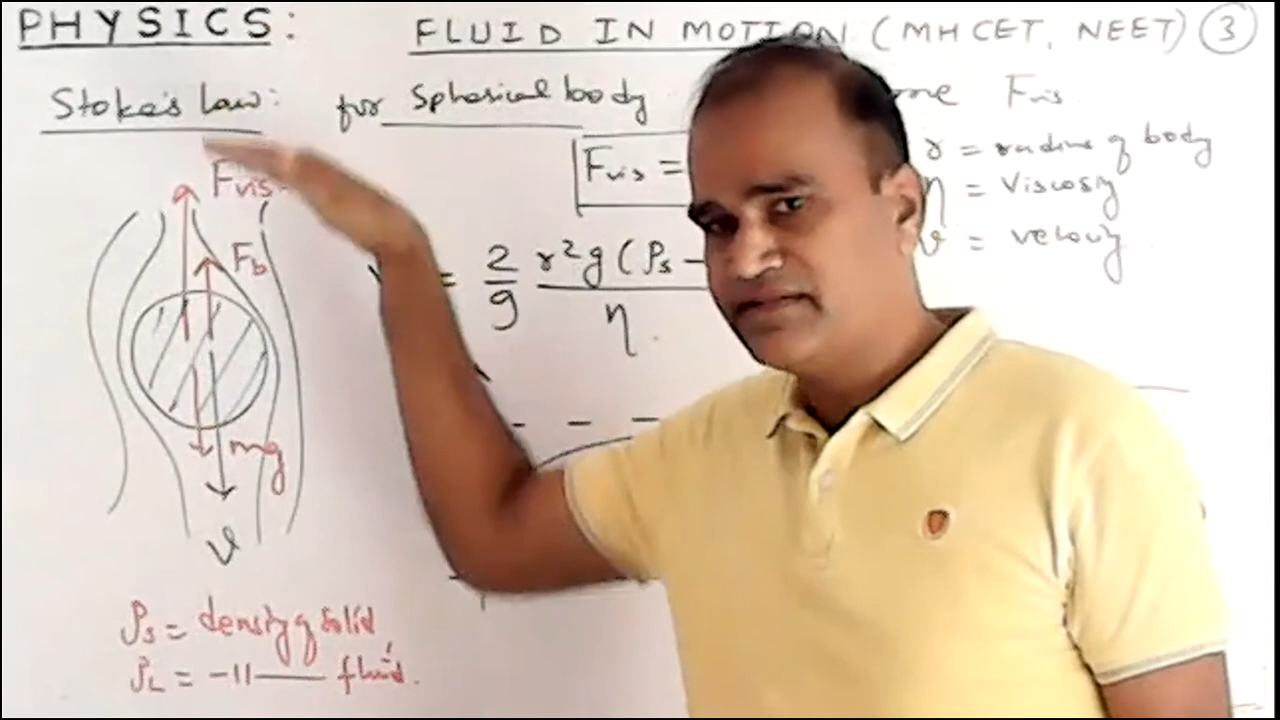 PHYSICS:
FLUID IN MOTION (MHCET, NEET) 3
Stoke's law: for Spherical body
Fvis
Fvis =
r = radius of body
η = Viscosity
v = velocity
Fvis
Fb
= 2/9 r²g (ρs -
η
mg
v
ρs = density of solid
ρL = -11— fluid.